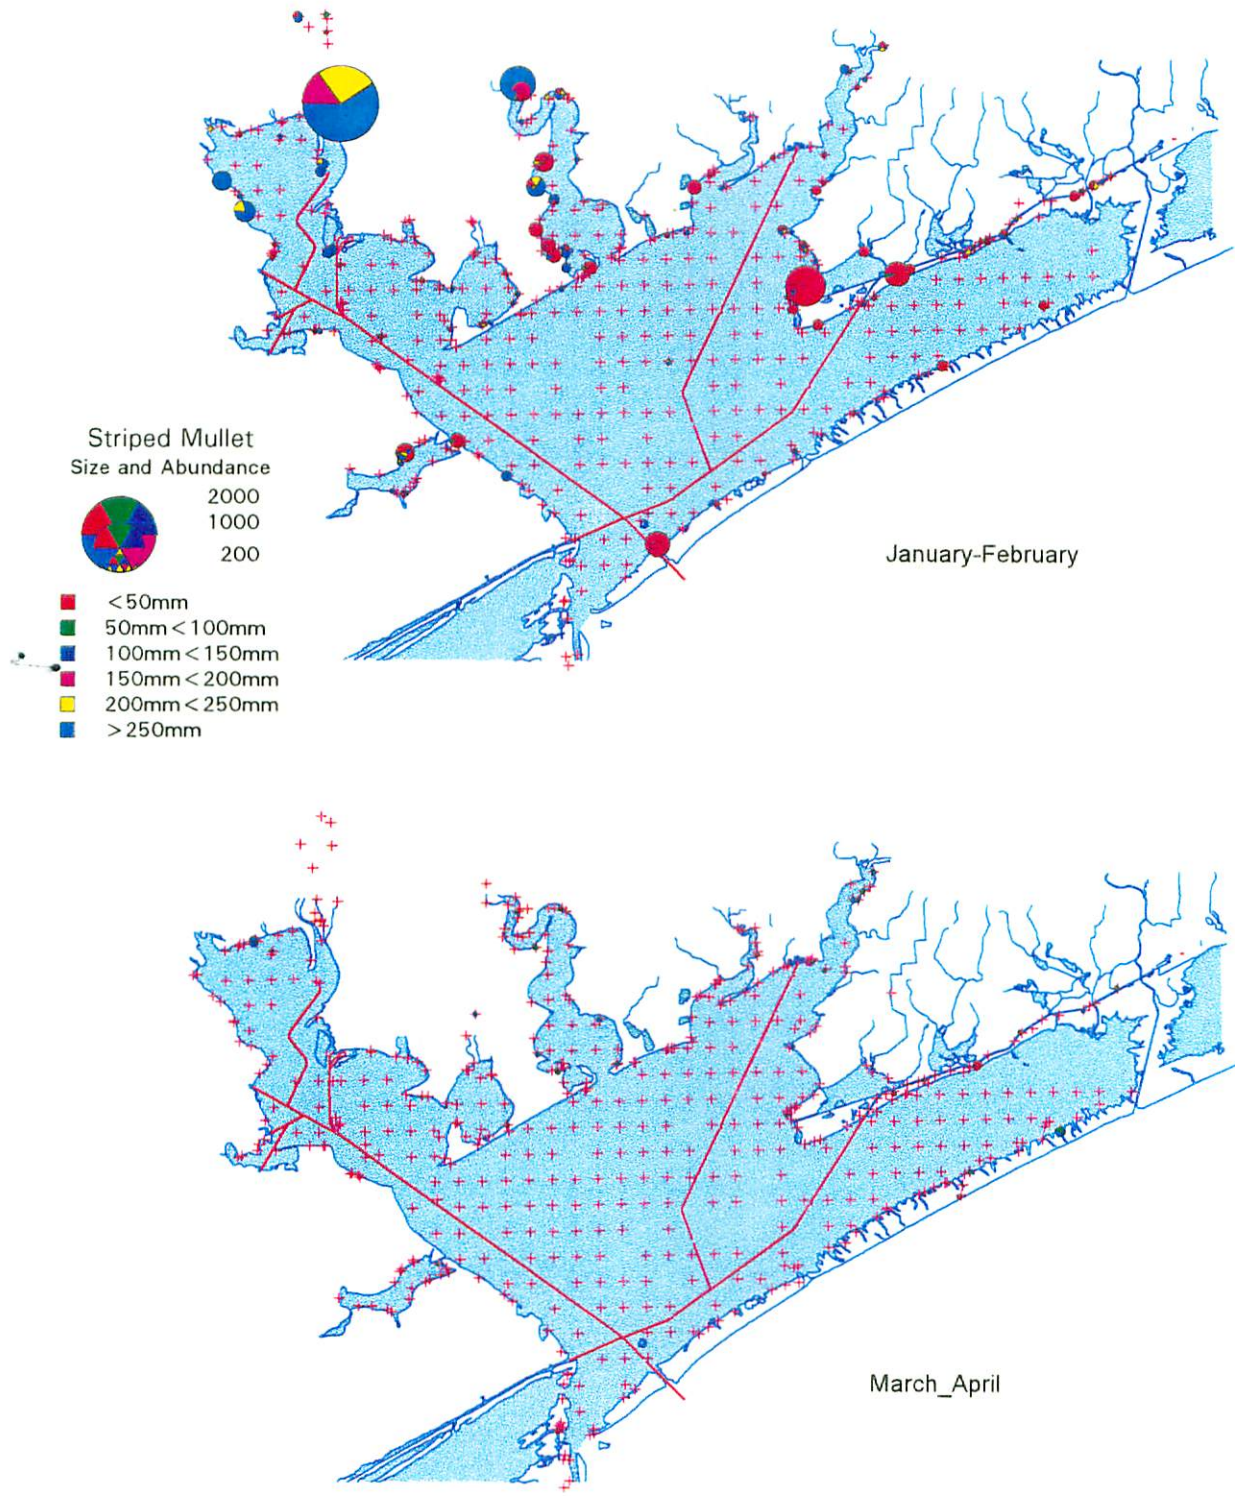 Striped Mullet
Size and Abundance
2000
1000
200
<50mm
50mm<100mm
100mm<150mm
150mm<200mm
200mm<250mm
>250mm
January-February
March_April